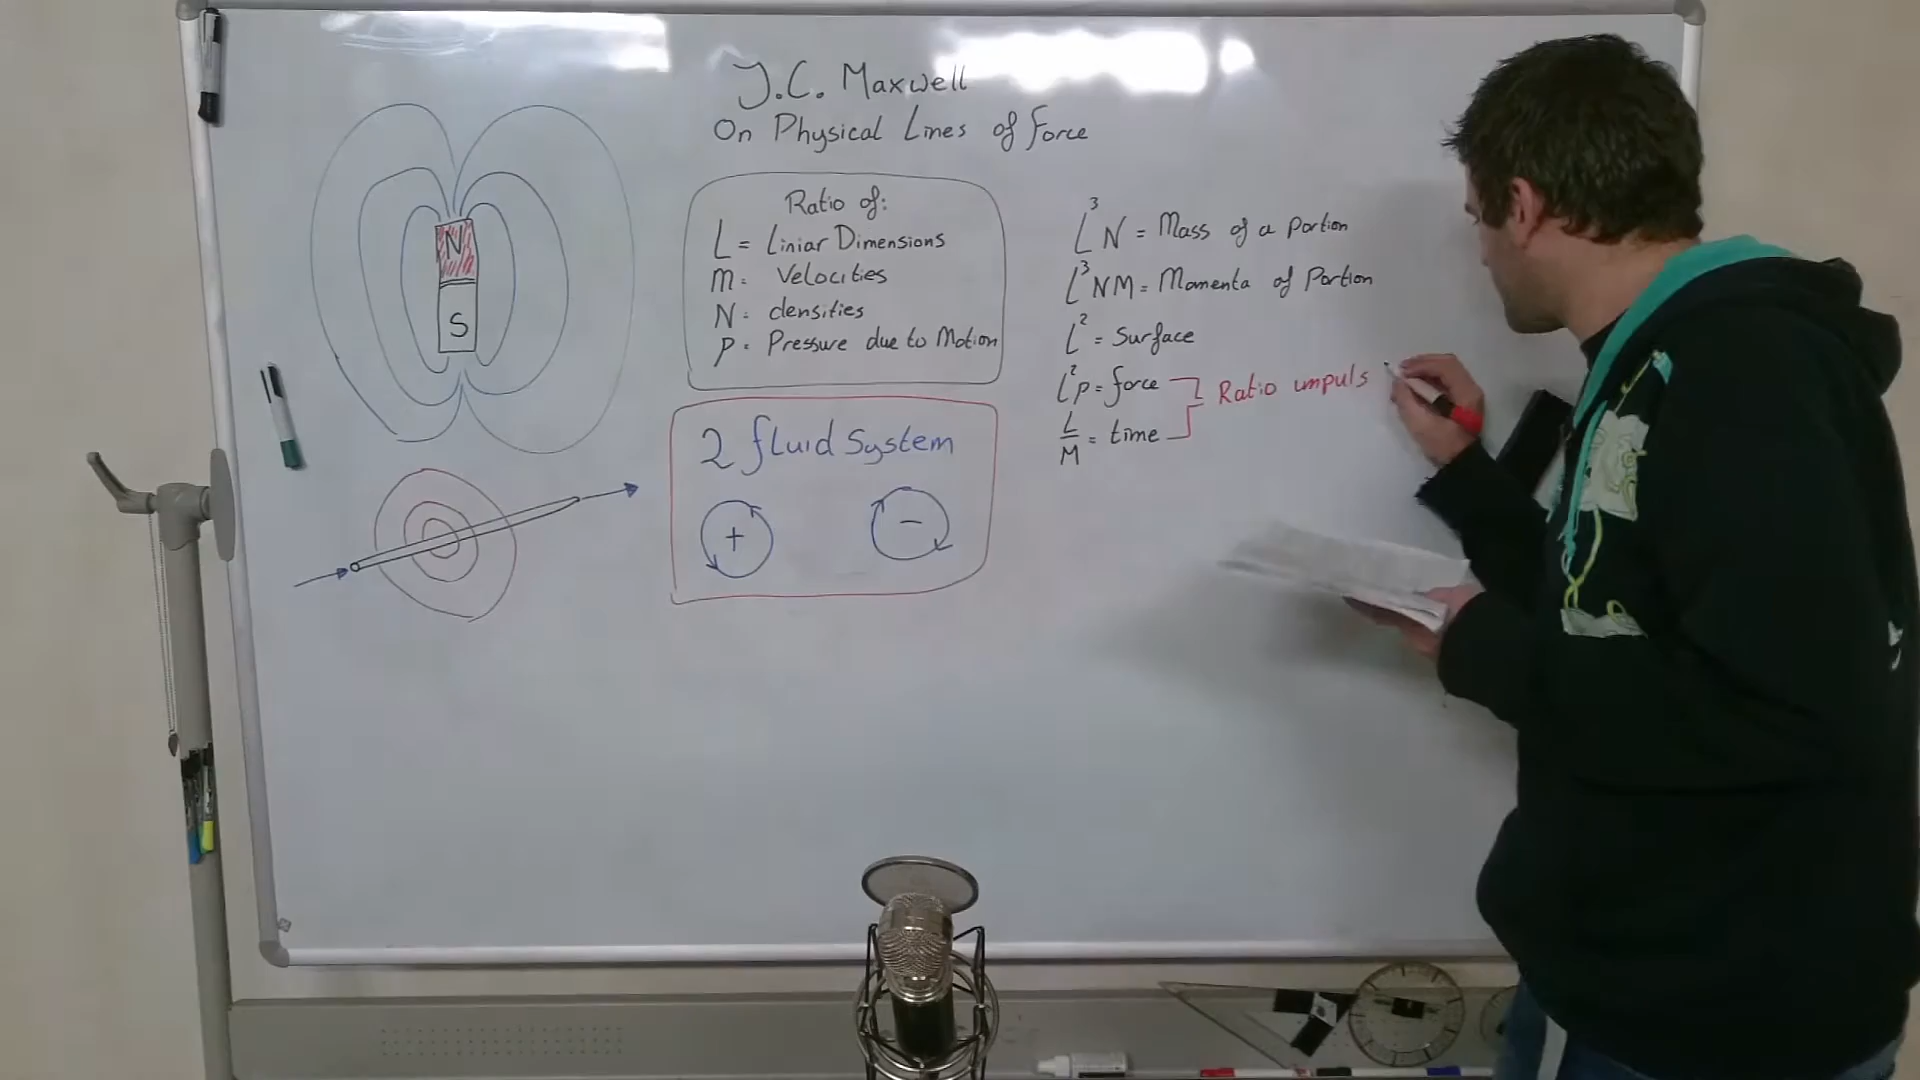 J.C. Maxwell
On Physical Lines of Force
N
S
Ratio of:
L = Liniar Dimensions
m = Velocities
N = densities
p = Pressure due to Motion
2 fluid System
+ -
L³N = Mass of a Portion
L³NM = Momenta of Portion
L² = Surface
L²p = force
L/M = time
Ratio impuls